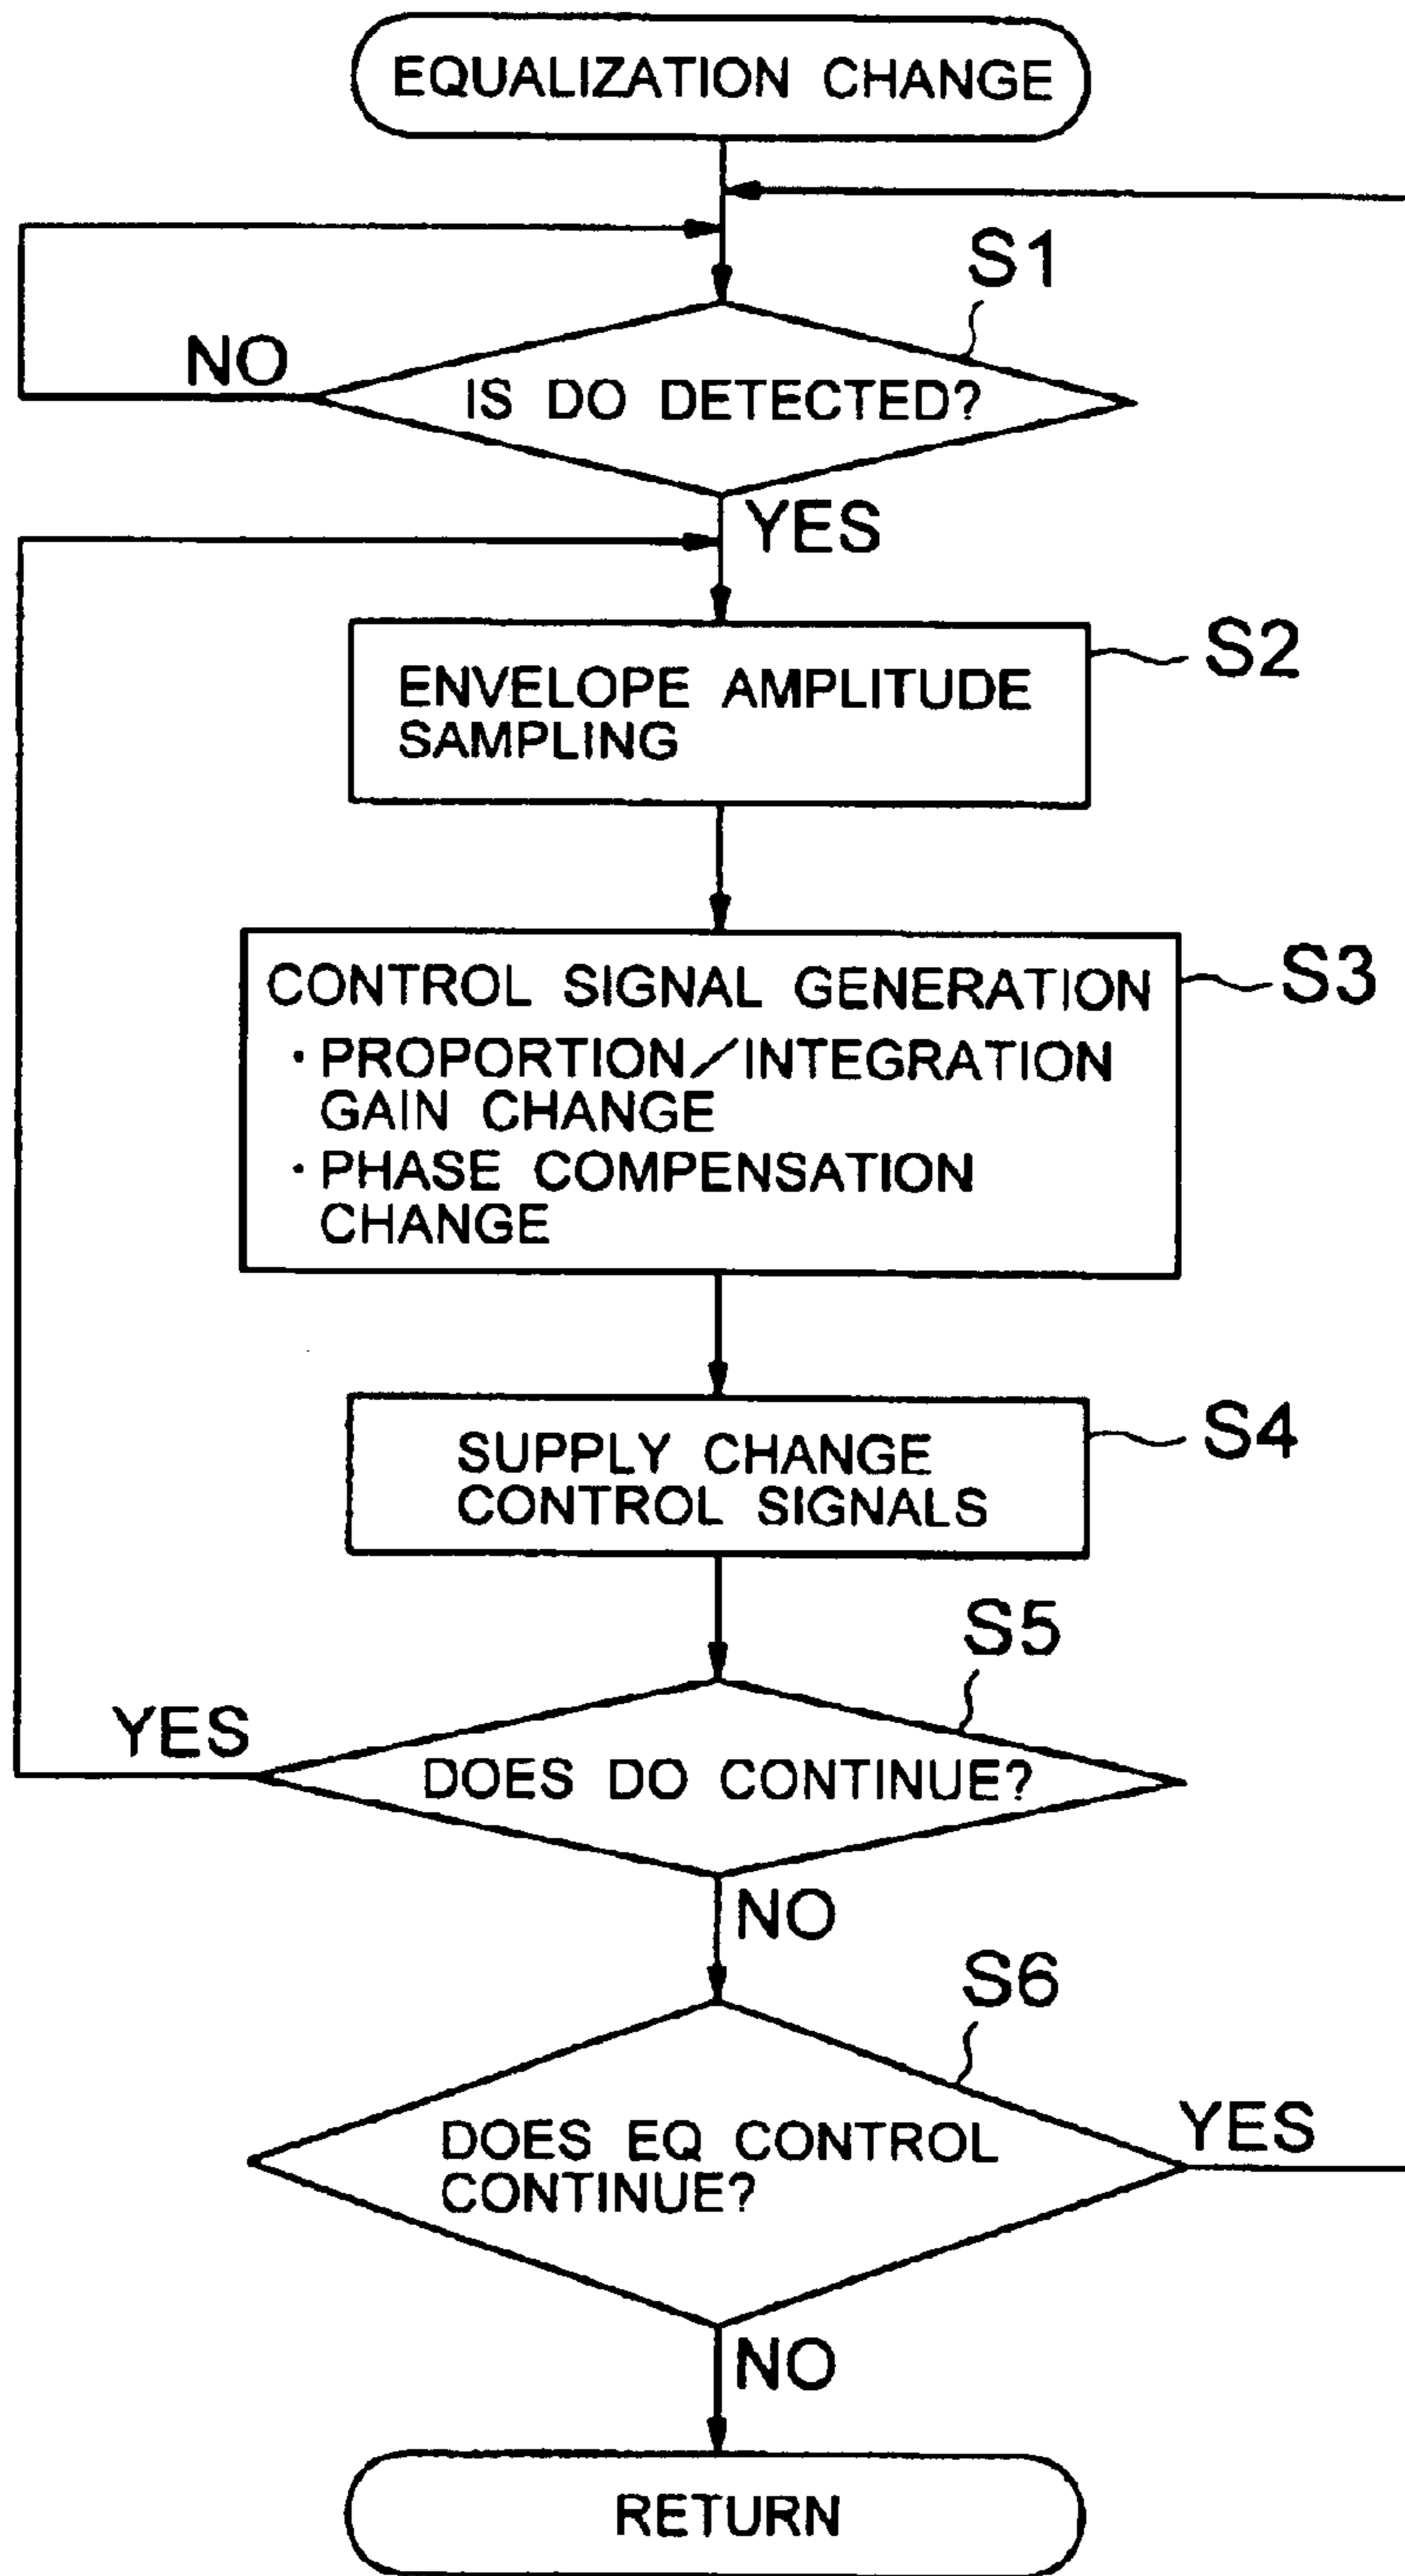 EQUALIZATION CHANGE
S1
NO
IS DO DETECTED?
YES
S2
ENVELOPE AMPLITUDE
SAMPLING
S3
CONTROL SIGNAL GENERATION
· PROPORTION/INTEGRATION
GAIN CHANGE
· PHASE COMPENSATION
CHANGE
S4
SUPPLY CHANGE
CONTROL SIGNALS
S5
YES
DOES DO CONTINUE?
NO
S6
DOES EQ CONTROL
CONTINUE?
YES
NO
RETURN